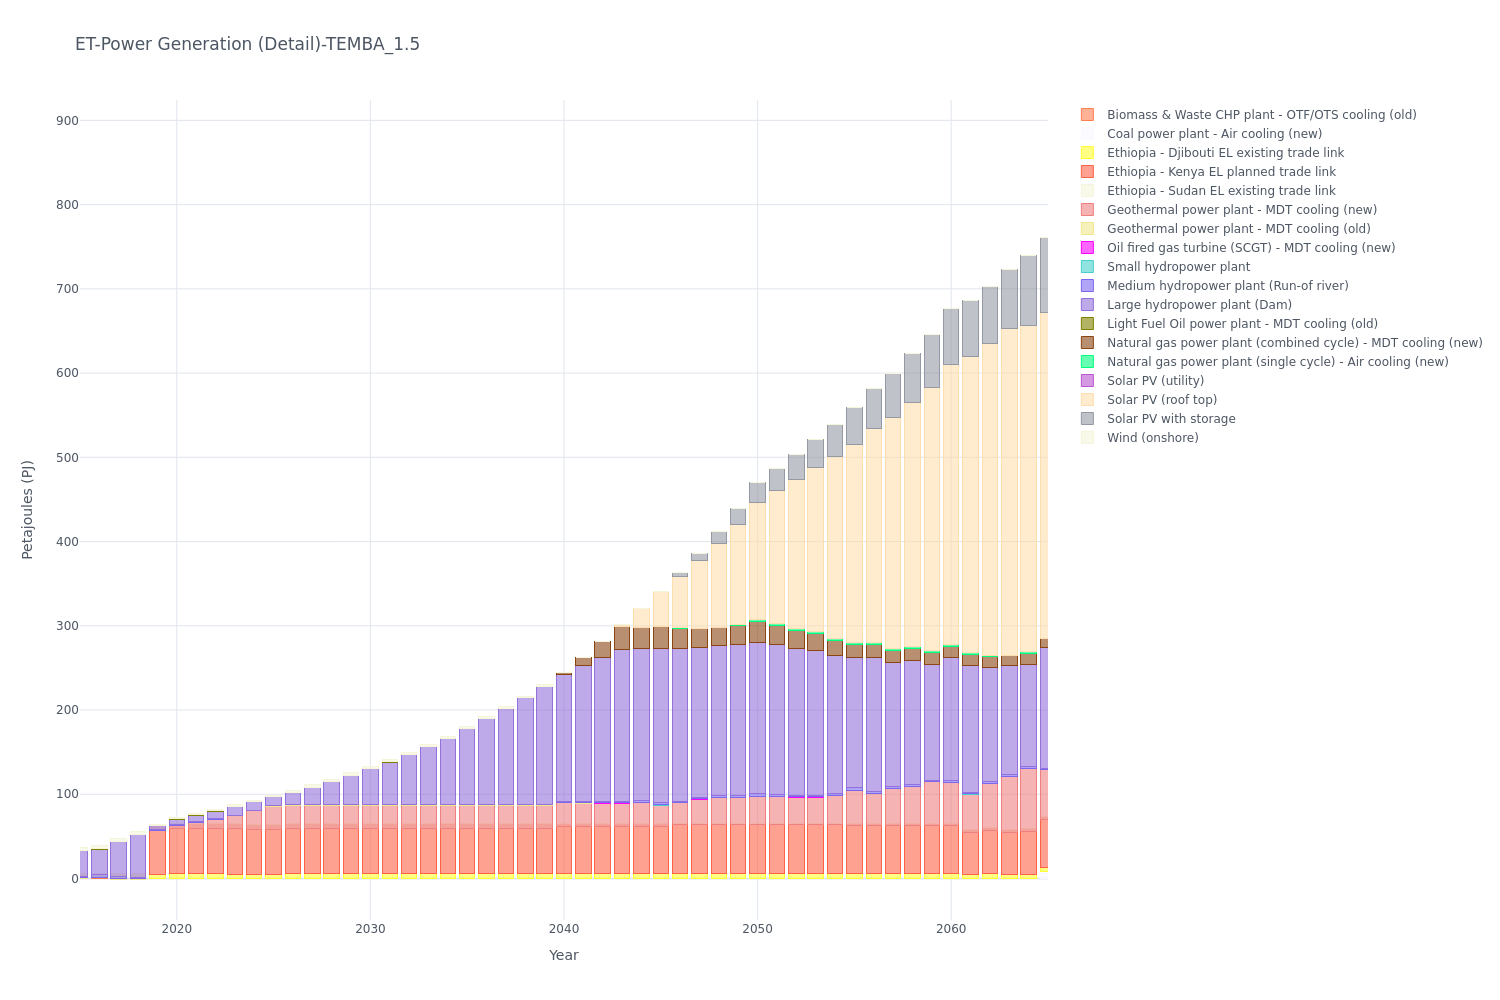 ET-Power Generation (Detail)-TEMBA_1.5
900
800
700
600
500
400
300
200
100
0
Petajoules (PJ)
2020
2030
2040
2050
2060
Year
Biomass & Waste CHP plant - OTF/OTS cooling (old)
Coal power plant - Air cooling (new)
Ethiopia - Djibouti EL existing trade link
Ethiopia - Kenya EL planned trade link
Ethiopia - Sudan EL existing trade link
Geothermal power plant - MDT cooling (new)
Geothermal power plant - MDT cooling (old)
Oil fired gas turbine (SCGT) - MDT cooling (new)
Small hydropower plant
Medium hydropower plant (Run-of river)
Large hydropower plant (Dam)
Light Fuel Oil power plant - MDT cooling (old)
Natural gas power plant (combined cycle) - MDT cooling (new)
Natural gas power plant (single cycle) - Air cooling (new)
Solar PV (utility)
Solar PV (roof top)
Solar PV with storage
Wind (onshore)